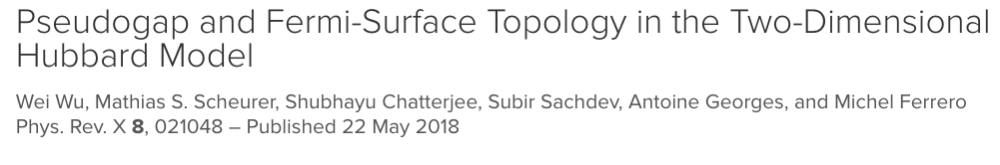 Pseudogap and Fermi-Surface Topology in the Two-Dimensional
Hubbard Model
Wei Wu, Mathias S. Scheurer, Shubhayu Chatterjee, Subir Sachdev, Antoine Georges, and Michel Ferrero
Phys. Rev. X 8, 021048 – Published 22 May 2018